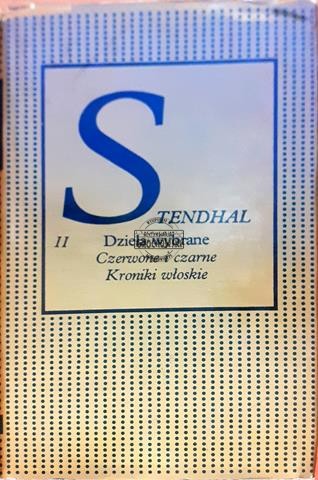 STENDHAL
II Dzieła wybrane
Czerwone i czarne
Kroniki włoskie